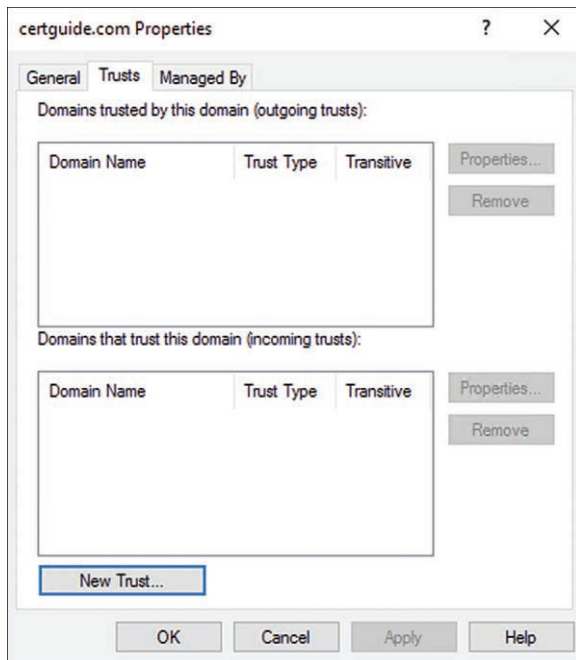 certguide.com Properties ? X
General Trusts Managed By
Domains trusted by this domain (outgoing trusts):
Domain Name Trust Type Transitive
Properties...
Remove
Domains that trust this domain (incoming trusts):
Domain Name Trust Type Transitive
Properties...
Remove
New Trust...
OK Cancel Apply Help